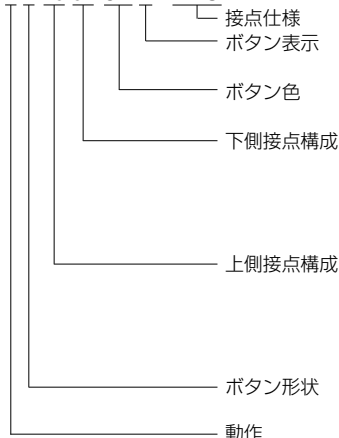 接点仕様
ボタン表示
ボタン色
下側接点構成
上側接点構成
ボタン形状
動作